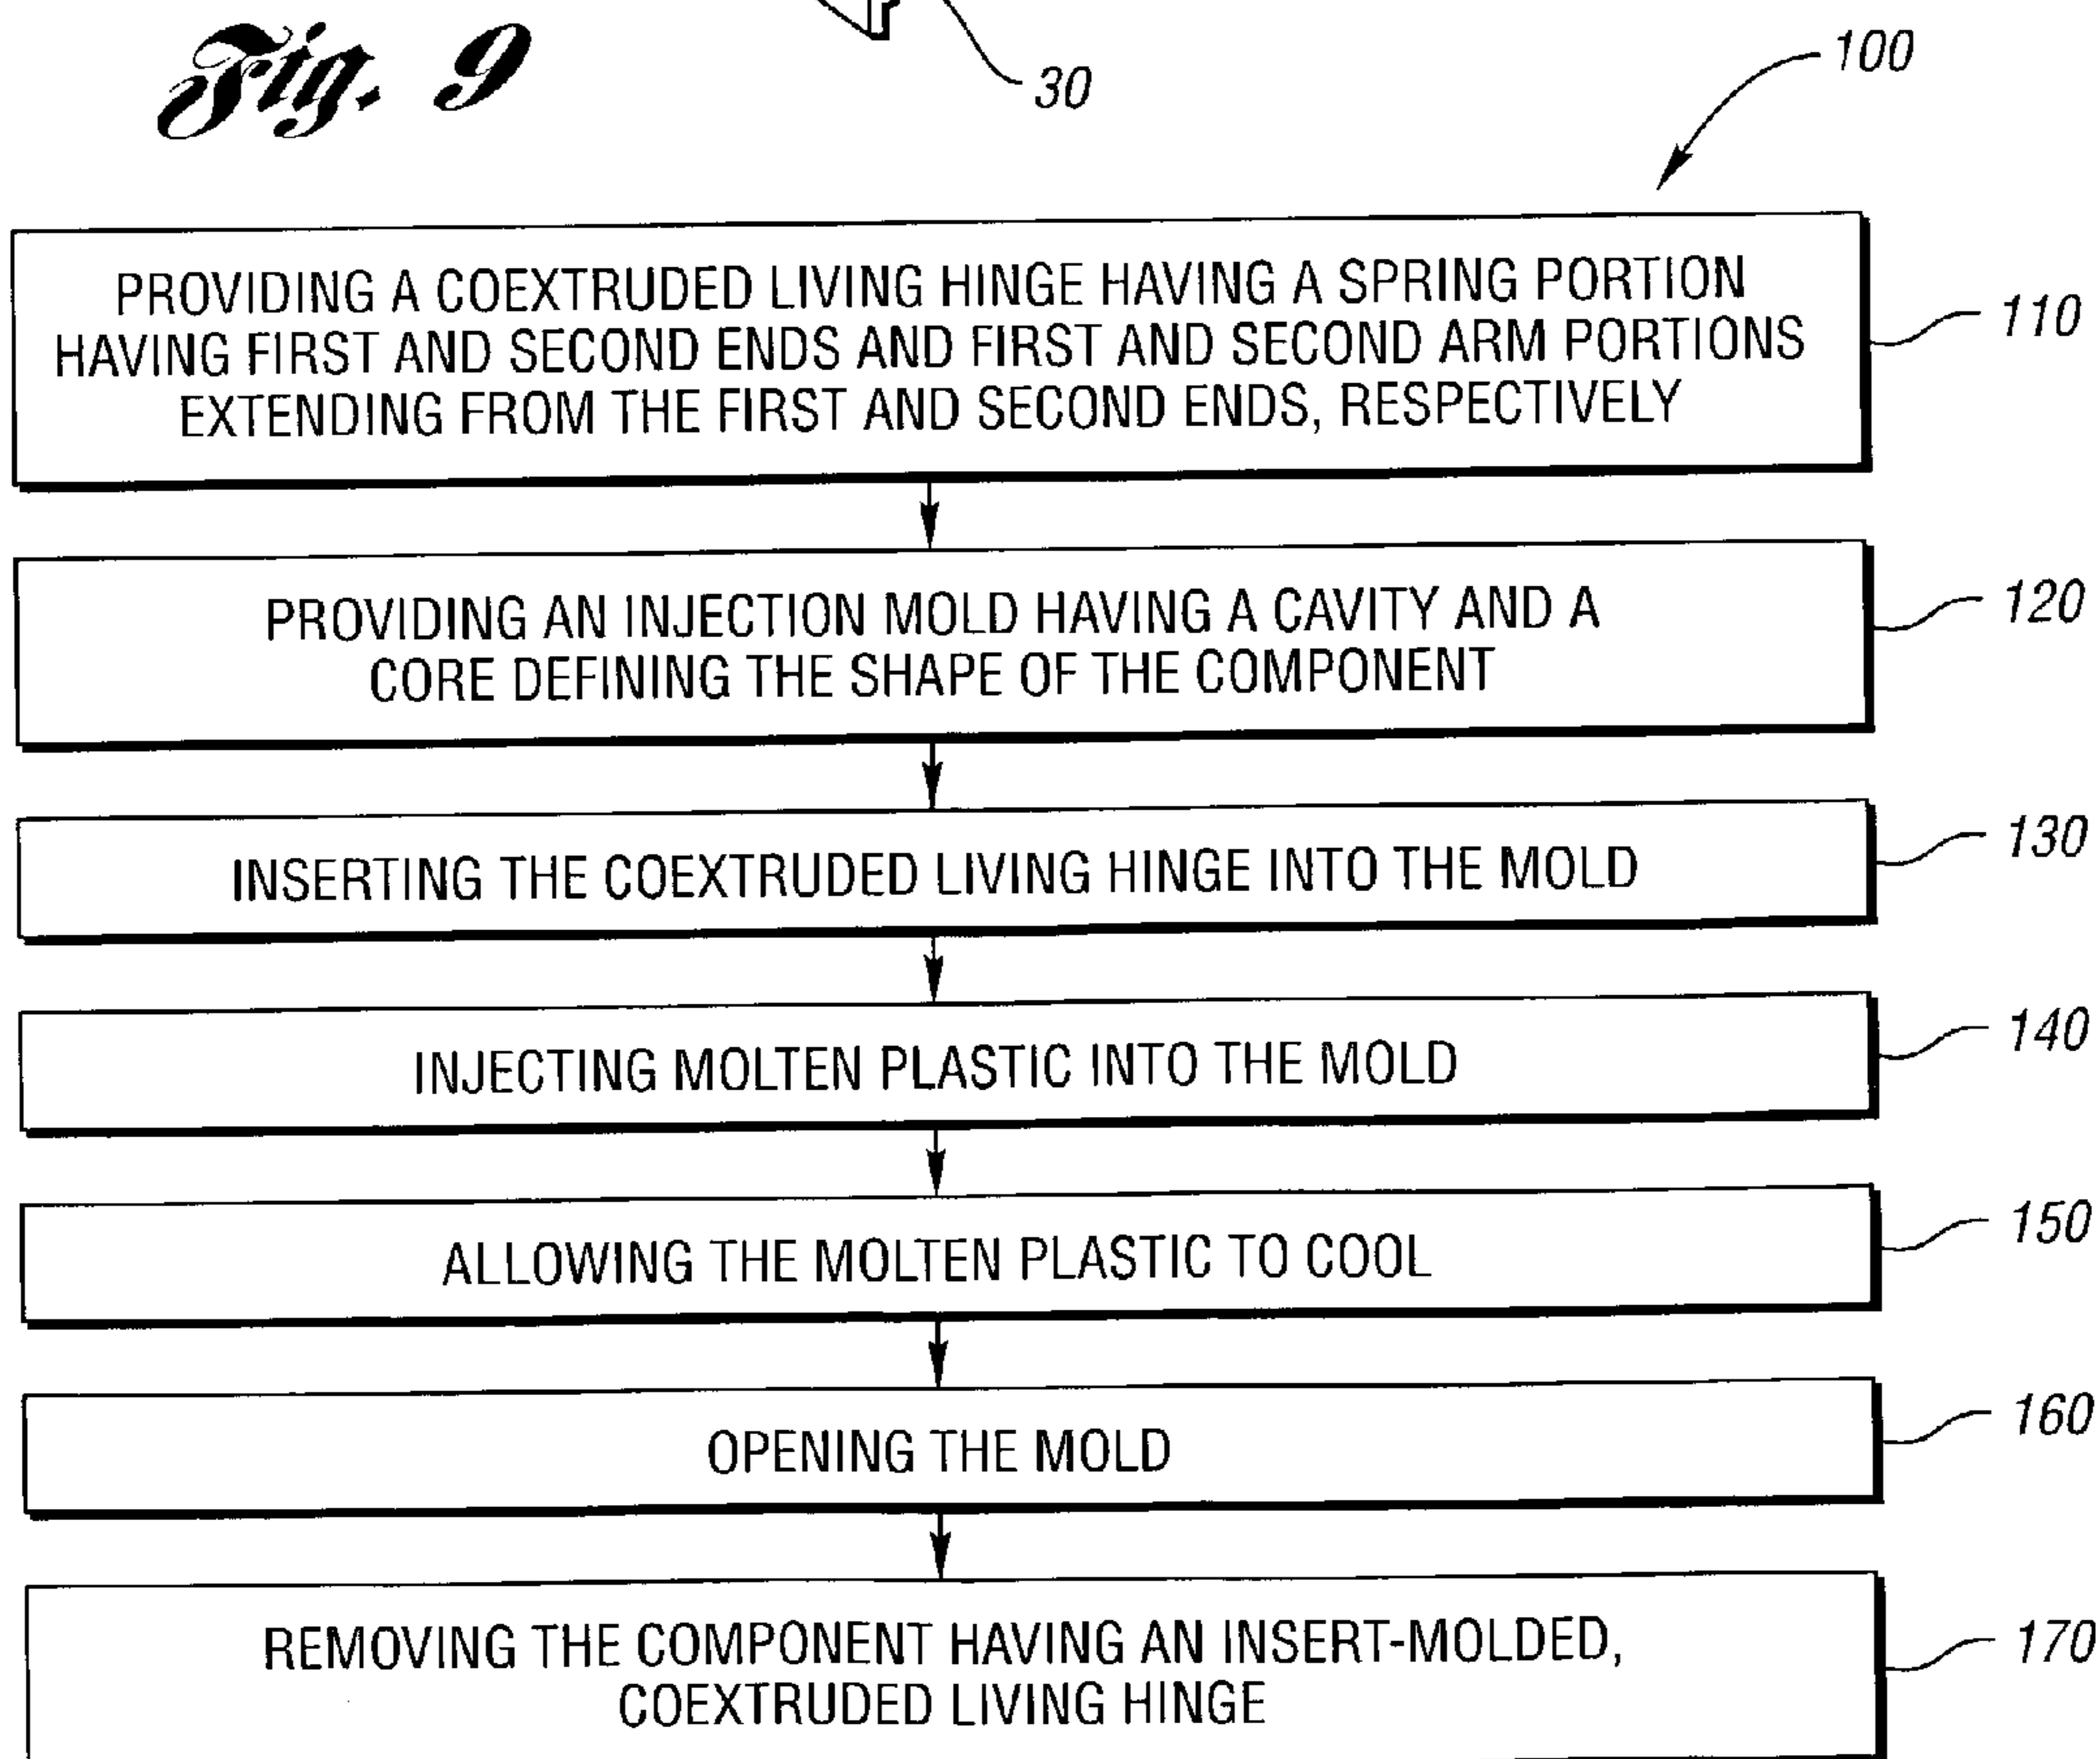 Fig. 9
30
100
PROVIDING A COEXTRUDED LIVING HINGE HAVING A SPRING PORTION
HAVING FIRST AND SECOND ENDS AND FIRST AND SECOND ARM PORTIONS
EXTENDING FROM THE FIRST AND SECOND ENDS, RESPECTIVELY
110
PROVIDING AN INJECTION MOLD HAVING A CAVITY AND A
CORE DEFINING THE SHAPE OF THE COMPONENT
120
INSERTING THE COEXTRUDED LIVING HINGE INTO THE MOLD
130
INJECTING MOLTEN PLASTIC INTO THE MOLD
140
ALLOWING THE MOLTEN PLASTIC TO COOL
150
OPENING THE MOLD
160
REMOVING THE COMPONENT HAVING AN INSERT-MOLDED,
COEXTRUDED LIVING HINGE
170